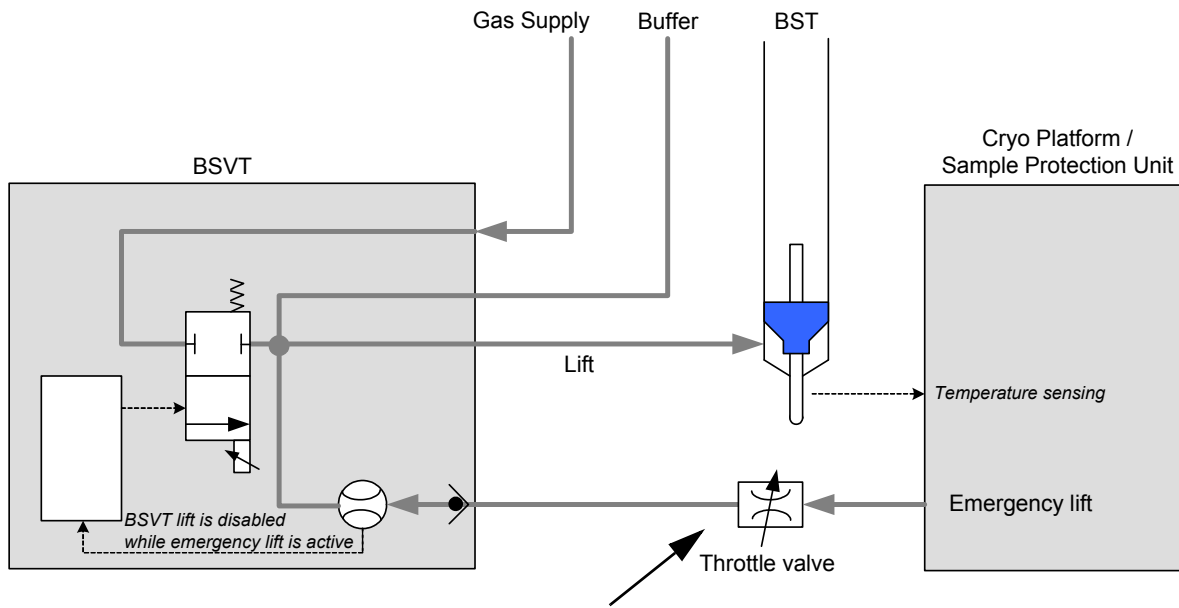 Gas Supply
Buffer
BST
Cryo Platform /
Sample Protection Unit
BSVT
Lift
Temperature sensing
Emergency lift
BSVT lift is disabled
while emergency lift is active
Throttle valve